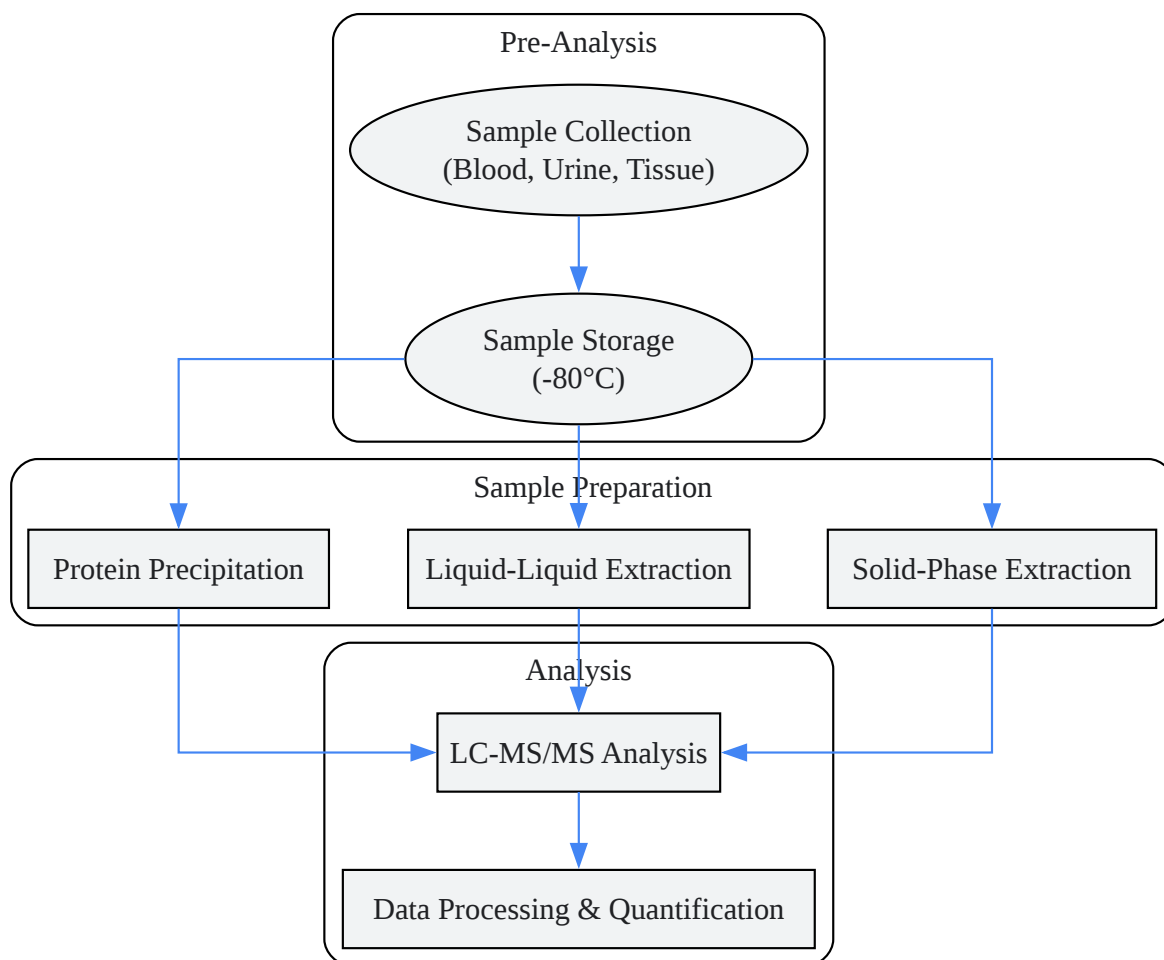 Pre-Analysis
Sample Collection
(Blood, Urine, Tissue)
Sample Storage
(-80°C)
Sample Preparation
Protein Precipitation
Liquid-Liquid Extraction
Solid-Phase Extraction
Analysis
LC-MS/MS Analysis
Data Processing & Quantification